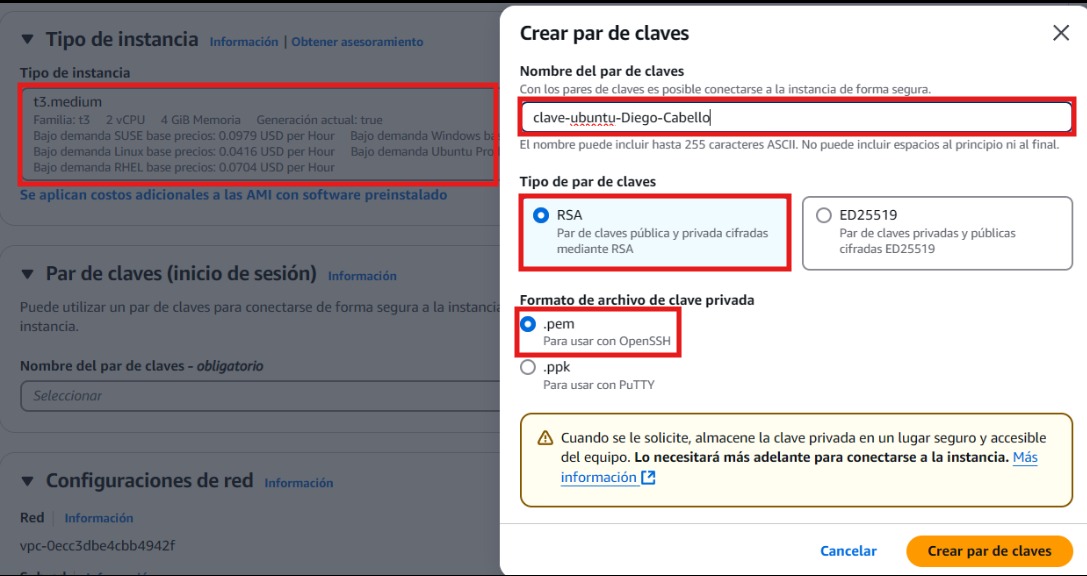 Tipo de instancia Información | Obtener asesoramiento
Tipo de instancia
t3.medium
Familia: t3 2 vCPU 4 GiB Memoria Generación actual: true
Bajo demanda SUSE base precios: 0.0979 USD per Hour Bajo demanda Windows
Bajo demanda Linux base precios: 0.0416 USD per Hour Bajo demanda Ubuntu
Bajo demanda RHEL base precios: 0.0704 USD per Hour
Se aplican costos adicionales a las AMI con software preinstalado
Par de claves (inicio de sesión) Información
Puede utilizar un par de claves para conectarse de forma segura a la instancia
instancia.
Nombre del par de claves - obligatorio
Seleccionar
Configuraciones de red Información
Red Información
vpc-0ecc3dbe4cbb4942f
Crear par de claves
Nombre del par de claves
Con los pares de claves es posible conectarse a la instancia de forma segura.
clave-ubuntu-Diego-Cabello
El nombre puede incluir hasta 255 caracteres ASCII. No puede incluir espacios al principio ni al final.
Tipo de par de claves
RSA
Par de claves pública y privada cifradas
mediante RSA
ED25519
Par de claves privadas y públicas
cifradas ED25519
Formato de archivo de clave privada
.pem
Para usar con OpenSSH
.ppk
Para usar con PuTTY
Cuando se le solicite, almacene la clave privada en un lugar seguro y accesible
del equipo. Lo necesitará más adelante para conectarse a la instancia. Más
información
Cancelar
Crear par de claves